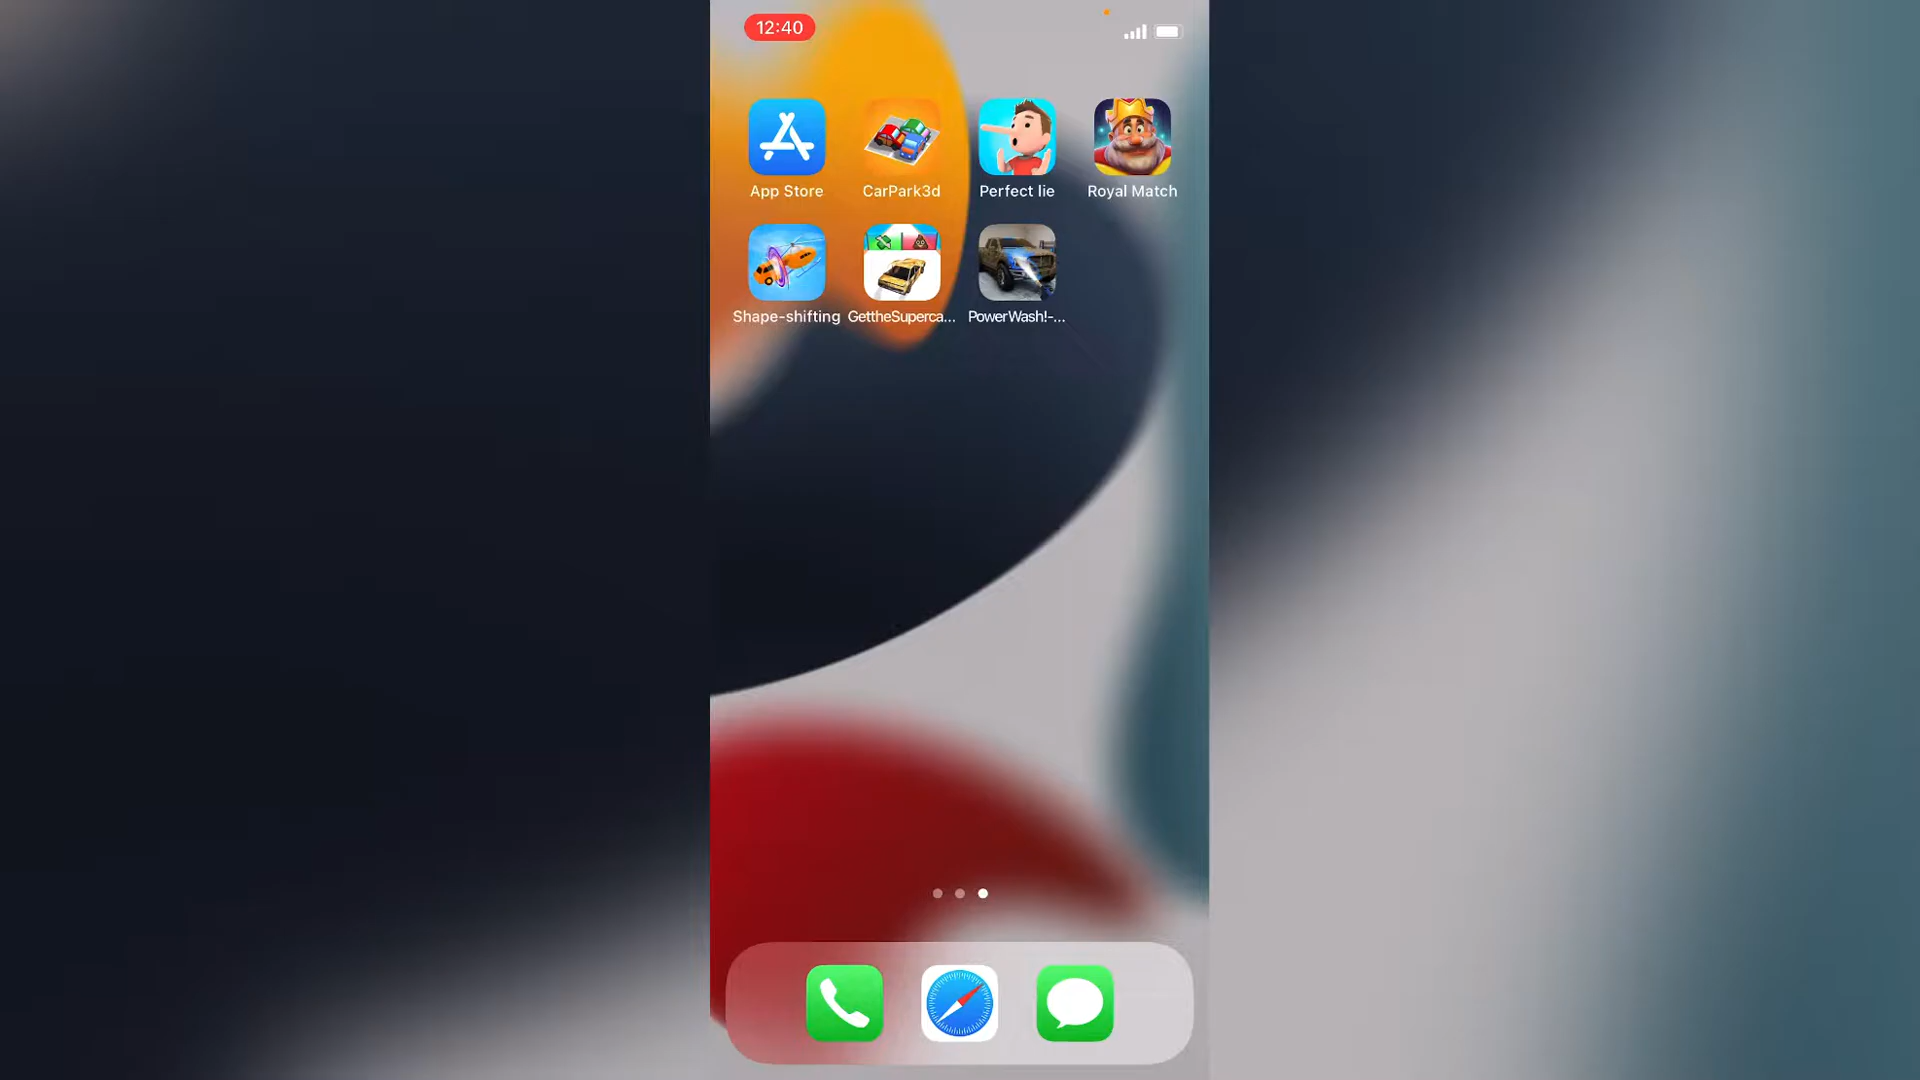 12:40
App Store CarPark3d Perfect lie Royal Match
Shape-shifting GettheSuperca... PowerWash!-...